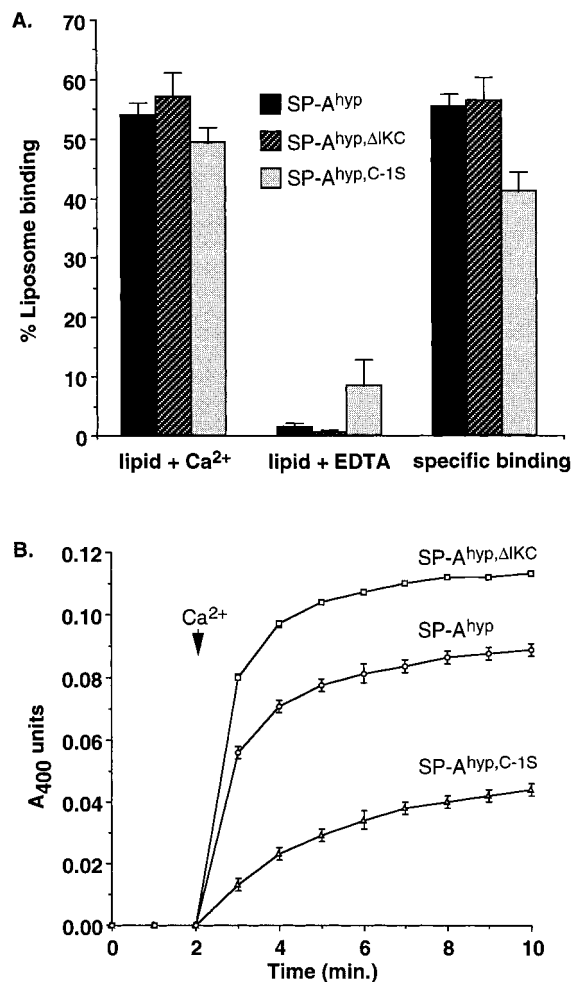 A.
% Liposome binding
70
60
50
40
30
20
10
0
SP-Aʰʸᵖ
SP-Aʰʸᵖ,ΔIKC
SP-Aʰʸᵖ,C-1S
lipid + Ca²⁺
lipid + EDTA
specific binding
B.
A₄₀₀ units
0.12
0.10
0.08
0.06
0.04
0.02
0.00
Ca²⁺
SP-Aʰʸᵖ,ΔIKC
SP-Aʰʸᵖ
SP-Aʰʸᵖ,C-1S
0 2 4 6 8 10
Time (min.)